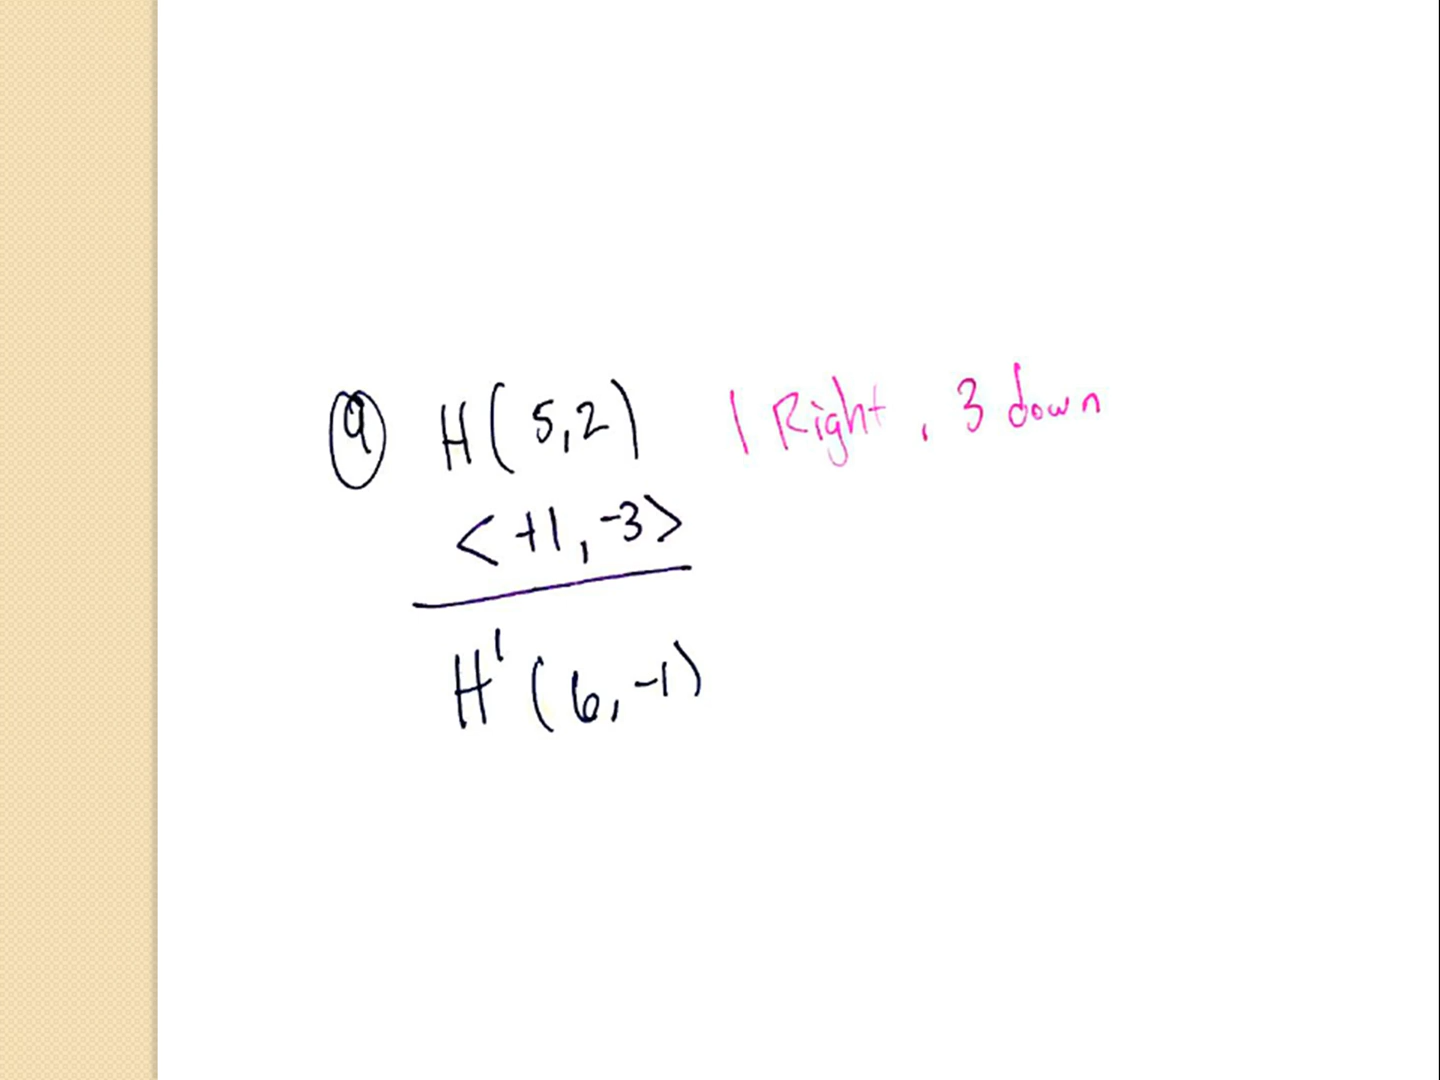 9 H(5,2) 1 Right, 3 down
<+1,-3>
H'(6,-1)